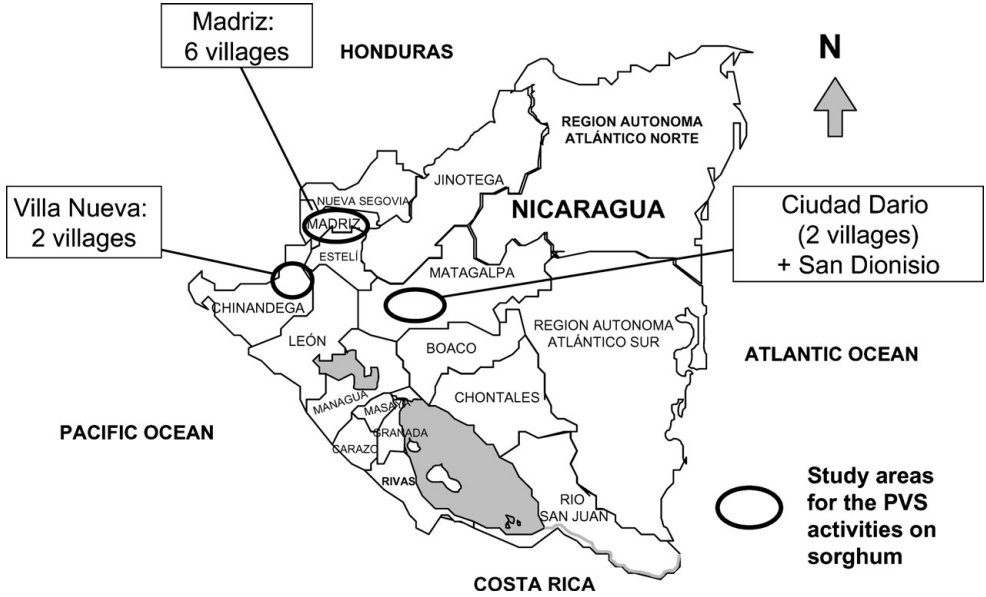 Madriz:
6 villages
HONDURAS
N
REGION AUTONOMA
ATLÁNTICO NORTE
JINOTEGA
NUEVA SEGOVIA
Villa Nueva:
2 villages
MADRIZ
NICARAGUA
Ciudad Dario
(2 villages)
+ San Dionisio
ESTELÍ
MATAGALPA
CHINANDEGA
LEÓN
BOACO
REGION AUTONOMA
ATLÁNTICO SUR
ATLANTIC OCEAN
CHONTALES
MANAGUA
MASAYA
PACIFIC OCEAN
GRANADA
CARAZO
RIVAS
RIO
SAN JUAN
Study areas
for the PVS
activities on
sorghum
COSTA RICA